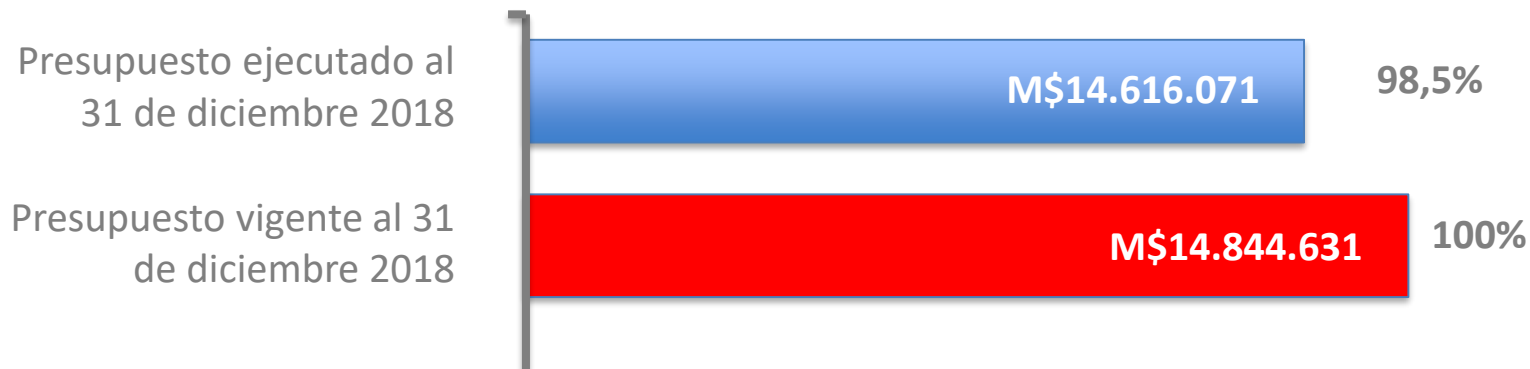 Presupuesto ejecutado al
31 de diciembre 2018
M$14.616.071
98,5%
Presupuesto vigente al 31
de diciembre 2018
M$14.844.631
100%